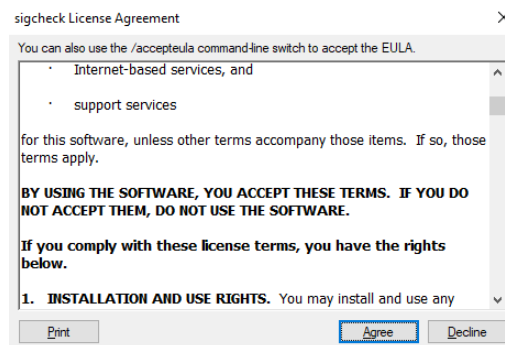 sigcheck License Agreement
You can also use the /accepteula command-line switch to accept the EULA.
· Internet-based services, and
· support services
for this software, unless other terms accompany those items. If so, those
terms apply.
BY USING THE SOFTWARE, YOU ACCEPT THESE TERMS. IF YOU DO
NOT ACCEPT THEM, DO NOT USE THE SOFTWARE.
If you comply with these license terms, you have the rights
below.
1. INSTALLATION AND USE RIGHTS. You may install and use any
Print Agree Decline